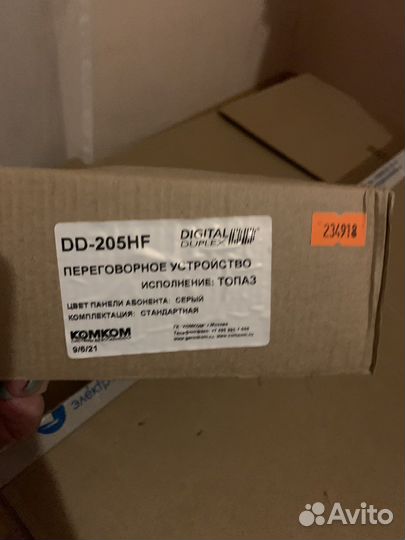 DD-205HF
DIGITAL
DUPLEX
234918
ПЕРЕГОВОРНОЕ УСТРОЙСТВО
ИСПОЛНЕНИЕ: ТОПАЗ
ЦВЕТ ПАНЕЛИ АБОНЕНТА: СЕРЫЙ
КОМПЛЕКТАЦИЯ: СТАНДАРТНАЯ
КОМКОМ
9/6/21
электр
Avito